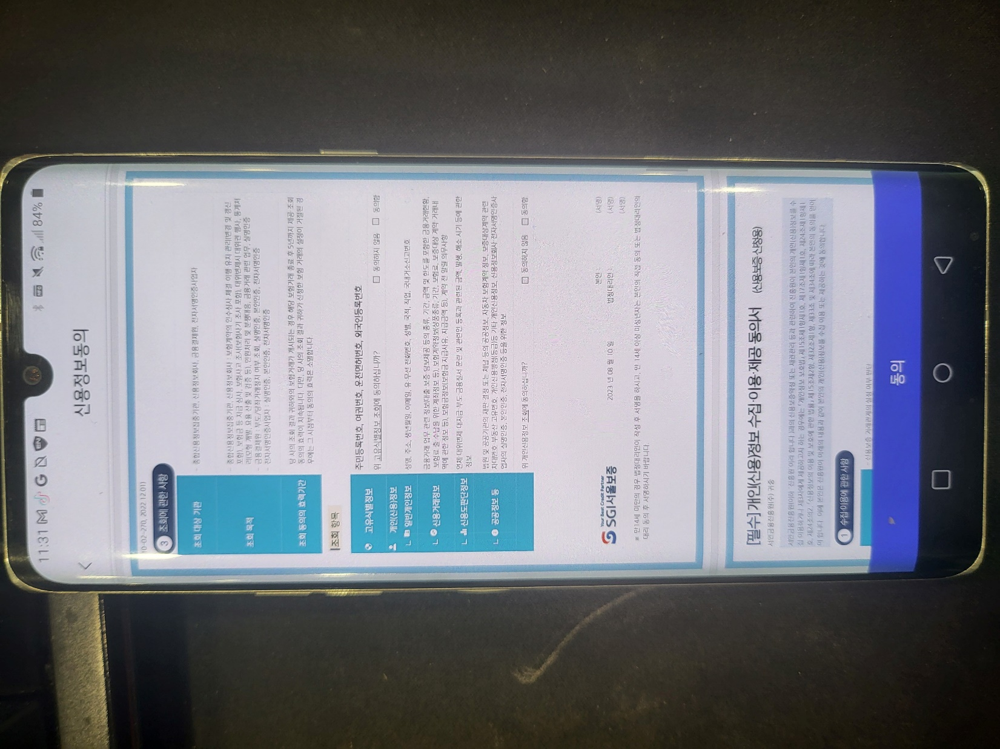 11:31
84%
신용정보동의
10-02-270, 2022.12.01)
3 조회에 관한 사항
조회 대상 기관
- 종합신용정보집중기관, 신용정보회사, 금융결제원, 전자서명인증사업자
조회 목적
- 종합신용정보집중기관, 신용정보회사 : 보험계약의 인수심사·체결·이행·유지·관리(변경 및 갱신
포함), 보험금 등 지급·심사, 보험사고 조사(보험사기 조사 포함), 대위변제시 대위권 행사, 통계처
리(모험 개발, 요율 산출 및 검증 등), 민원처리 및 분쟁대응, 금융거래 관련 업무, 실명인증
- 금융결제원 : 부도/당좌거래정지 여부 조회, 실명인증, 본인인증, 전자서명인증
- 전자서명인증사업자 : 실명인증, 본인인증, 전자서명인증
조회 동의의 효력기간
당 사의 조회 결과 귀하와의 보험거래가 개시되는 경우 해당 보험거래 종료 후 5년까지 제공·조회
동의의 효력이 지속됩니다. 다만, 당 사의 조회 결과 귀하가 신청한 보험 거래의 설정이 거절된 경
우에는 그 시점부터 동의의 효력은 소멸합니다
조회 항목
고유식별정보
주민등록번호, 여권번호, 운전면허번호, 외국인등록번호
위 고유식별정보 조회에 동의하십니까? □ 동의하지 않음 □ 동의함
개인(신용)정보
ㄴ 일반개인정보
성명, 주소, 생년월일, 이메일, 유·무선 전화번호, 성별, 국적, 직업, 국내거소신고번호
ㄴ 신용거래정보
금융거래 업무 관련 정보(대출·보증·담보제공 등의 종류, 기간, 금액 및 한도를 포함한 금융거래현황,
보험료 출·수납을 위한 계좌정보 등), 보험계약정보(상품종류, 기간, 보험료, 보증대상 계약·거래내
역에 관한 정보 등), 보험금정보(보험금 지급사유, 지급금액 등), 계약 전 알릴 의무사항
ㄴ 신용도판단정보
연체·대위변제·대지급·부도·금융질서 문란 및 관련인 등록과 관련된 금액, 발생, 해소 시기 등에 관한
정보
ㄴ 공공정보 등
법원 및 공공기관의 재판·결정 또는 체납 등의 공공정보, 자동차 보험계약 정보, 보증대상계약 관련
차대번호·부동산 고유번호, 개인신용평점(등급)등 기타 개인신용정보, 신용정보회사·전자서명인증사
업자의 실명인증, 본인인증, 전자서명인증 등을 위한 정보
위 개인신용정보 조회에 동의하십니까? □ 동의하지 않음 □ 동의함
2023 년 08 월 10 일
본인 : (서명)
법정대리인 : (서명)
(서명)
Your Best Credit Partner
SGI서울보증
※ 만 14세 미만의 경우 법정대리인이 작성 후 서명을 하시고, 만 14세 이상 미성년자는 본인의 직접 동의 또는 법정대리인의
대리 동의 후 서명하시기 바랍니다.
[필수] 개인(신용)정보 수집·이용·제공 동의서 (신용보증 신청용)
서민금융진흥원(주) 귀중
1 수집·이용에 관한 사항
- 신용보증 거래관계의 설정 여부 판단
동의